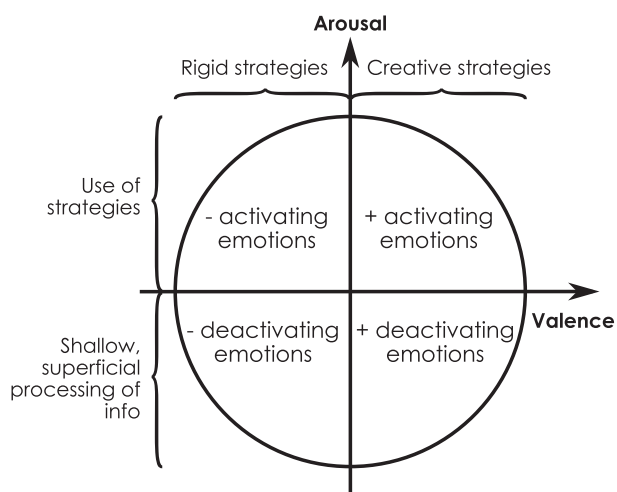 Arousal
Rigid strategies
Creative strategies
Use of
strategies
- activating
emotions
+ activating
emotions
Valence
- deactivating
emotions
+ deactivating
emotions
Shallow,
superficial
processing of
info